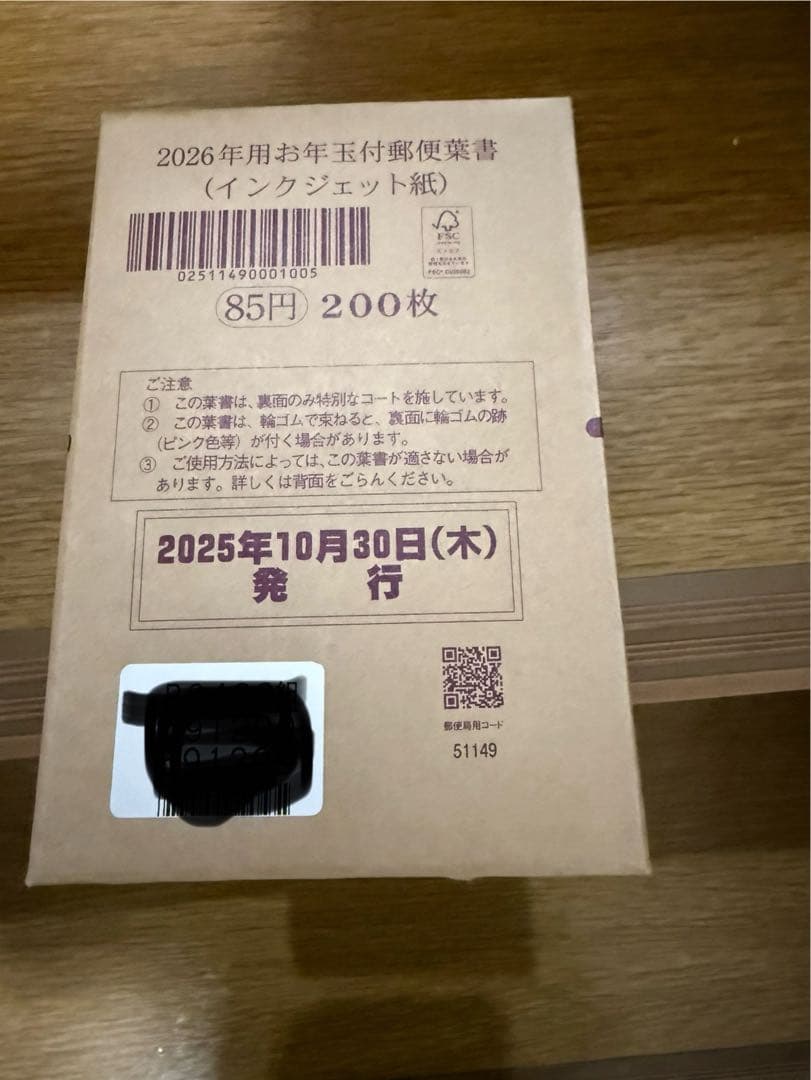 2026年用お年玉付郵便葉書
(インクジェット紙)
02511490001005
FSC
85円 200枚
ご注意
① この葉書は、裏面のみ特別なコートを施しています。
② この葉書は、輪ゴムで束ねると、裏面に輪ゴムの跡
(ピンク色等)が付く場合があります。
③ ご使用方法によっては、この葉書が適さない場合が
あります。詳しくは背面をごらんください。
2025年10月30日(木)
発 行
郵便局用コード
51149